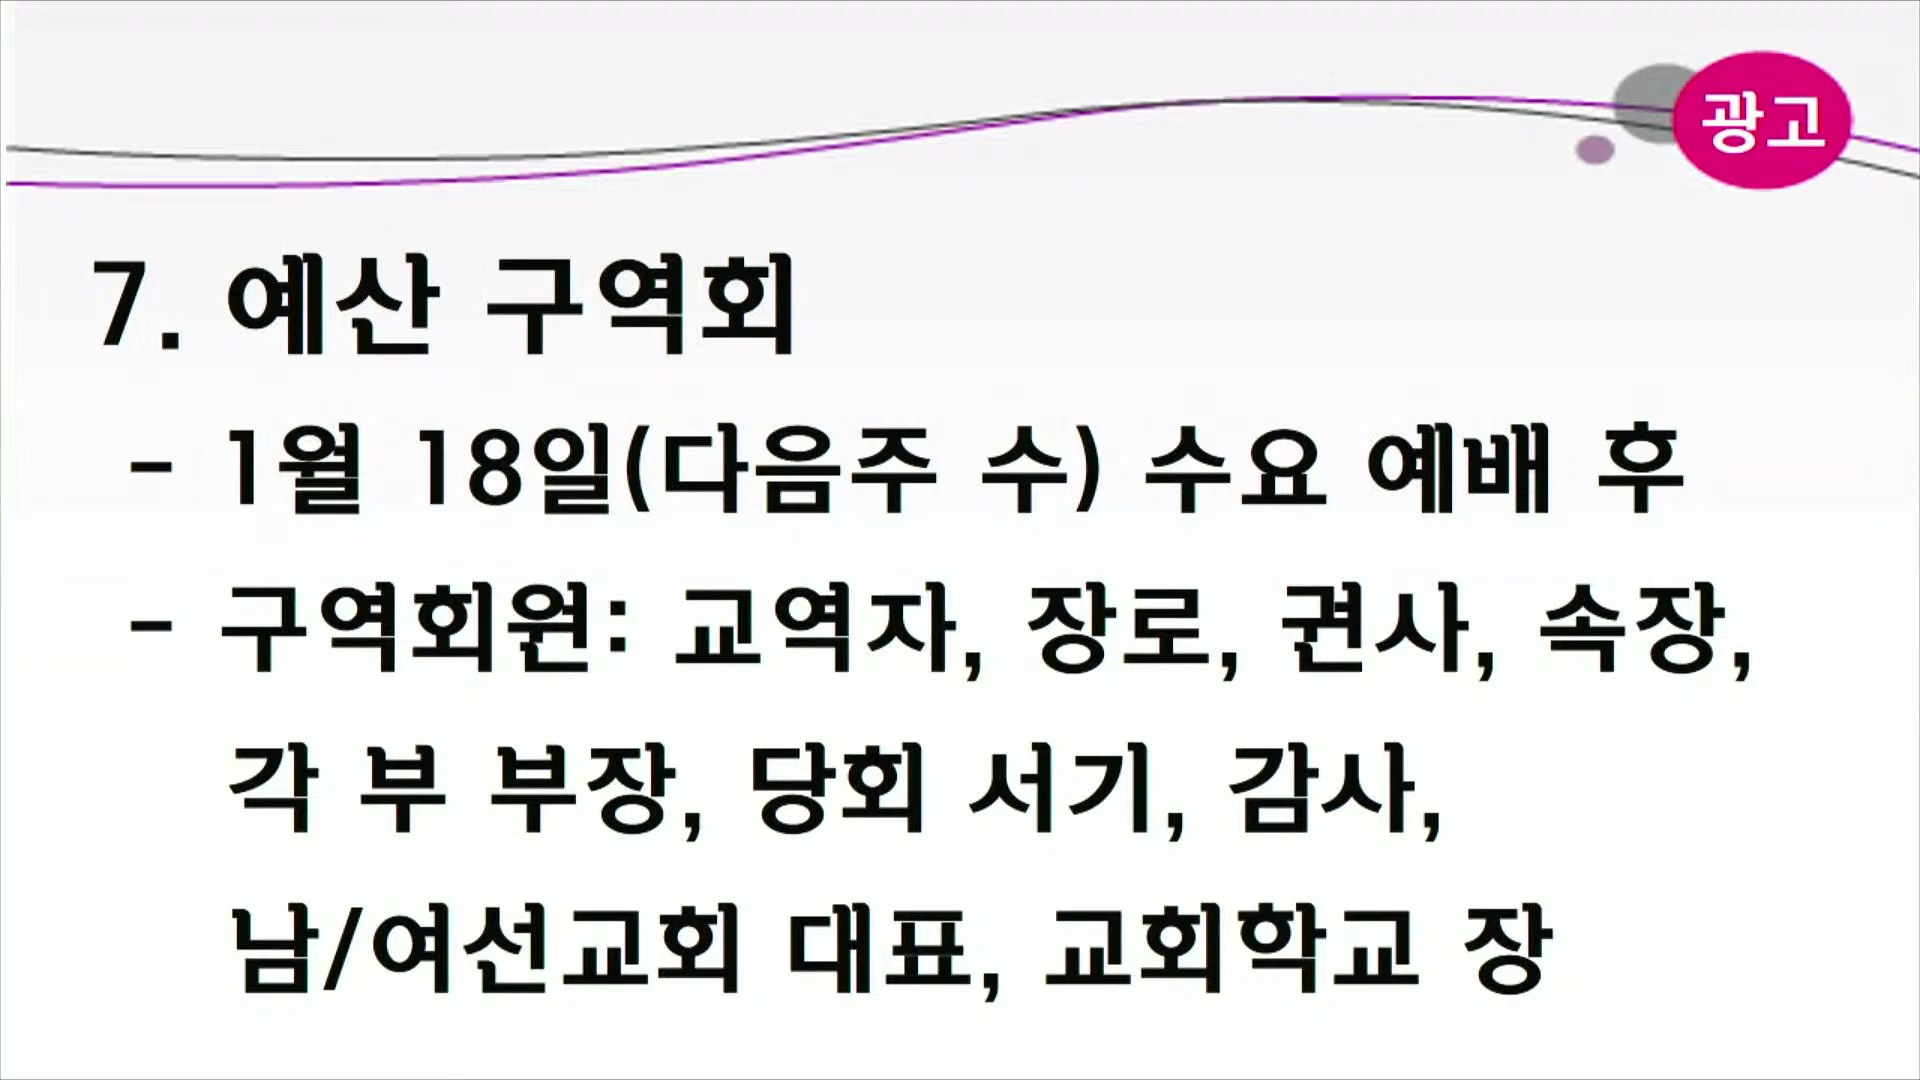 광고
7. 예산 구역회
- 1월 18일(다음주 수) 수요 예배 후
- 구역회원: 교역자, 장로, 권사, 속장,
각 부 부장, 당회 서기, 감사,
남/여선교회 대표, 교회학교 장